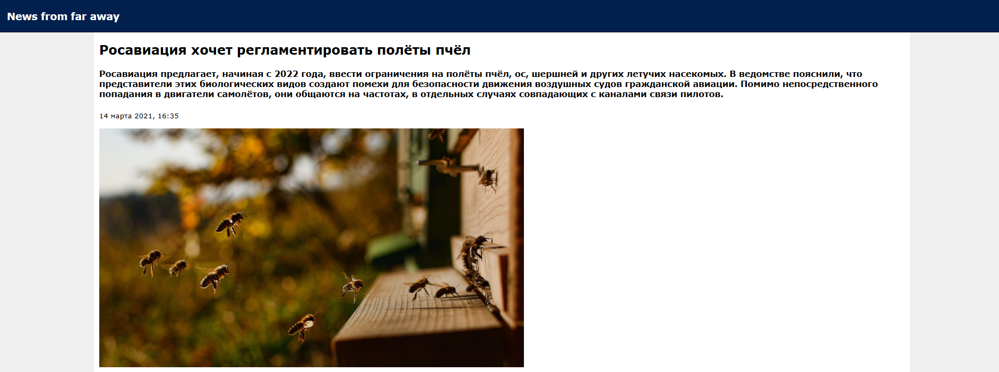 News from far away
Росавиация хочет регламентировать полёты пчёл
Росавиация предлагает, начиная с 2022 года, ввести ограничения на полёты пчёл, ос, шершней и других летучих насекомых. В ведомстве пояснили, что
представители этих биологических видов создают помехи для безопасности движения воздушных судов гражданской авиации. Помимо непосредственного
попадания в двигатели самолётов, они общаются на частотах, в отдельных случаях совпадающих с каналами связи пилотов.
14 марта 2021, 16:35